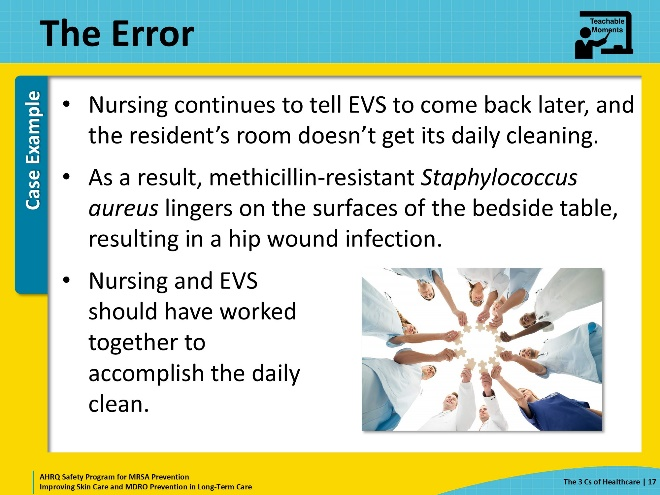 The Error
Teachable
Moments
Case Example
• Nursing continues to tell EVS to come back later, and
the resident’s room doesn’t get its daily cleaning.
• As a result, methicillin-resistant Staphylococcus
aureus lingers on the surfaces of the bedside table,
resulting in a hip wound infection.
• Nursing and EVS
should have worked
together to
accomplish the daily
clean.
AHRQ Safety Program for MRSA Prevention
Improving Skin Care and MDRO Prevention in Long-Term Care
The 3 Cs of Healthcare | 17